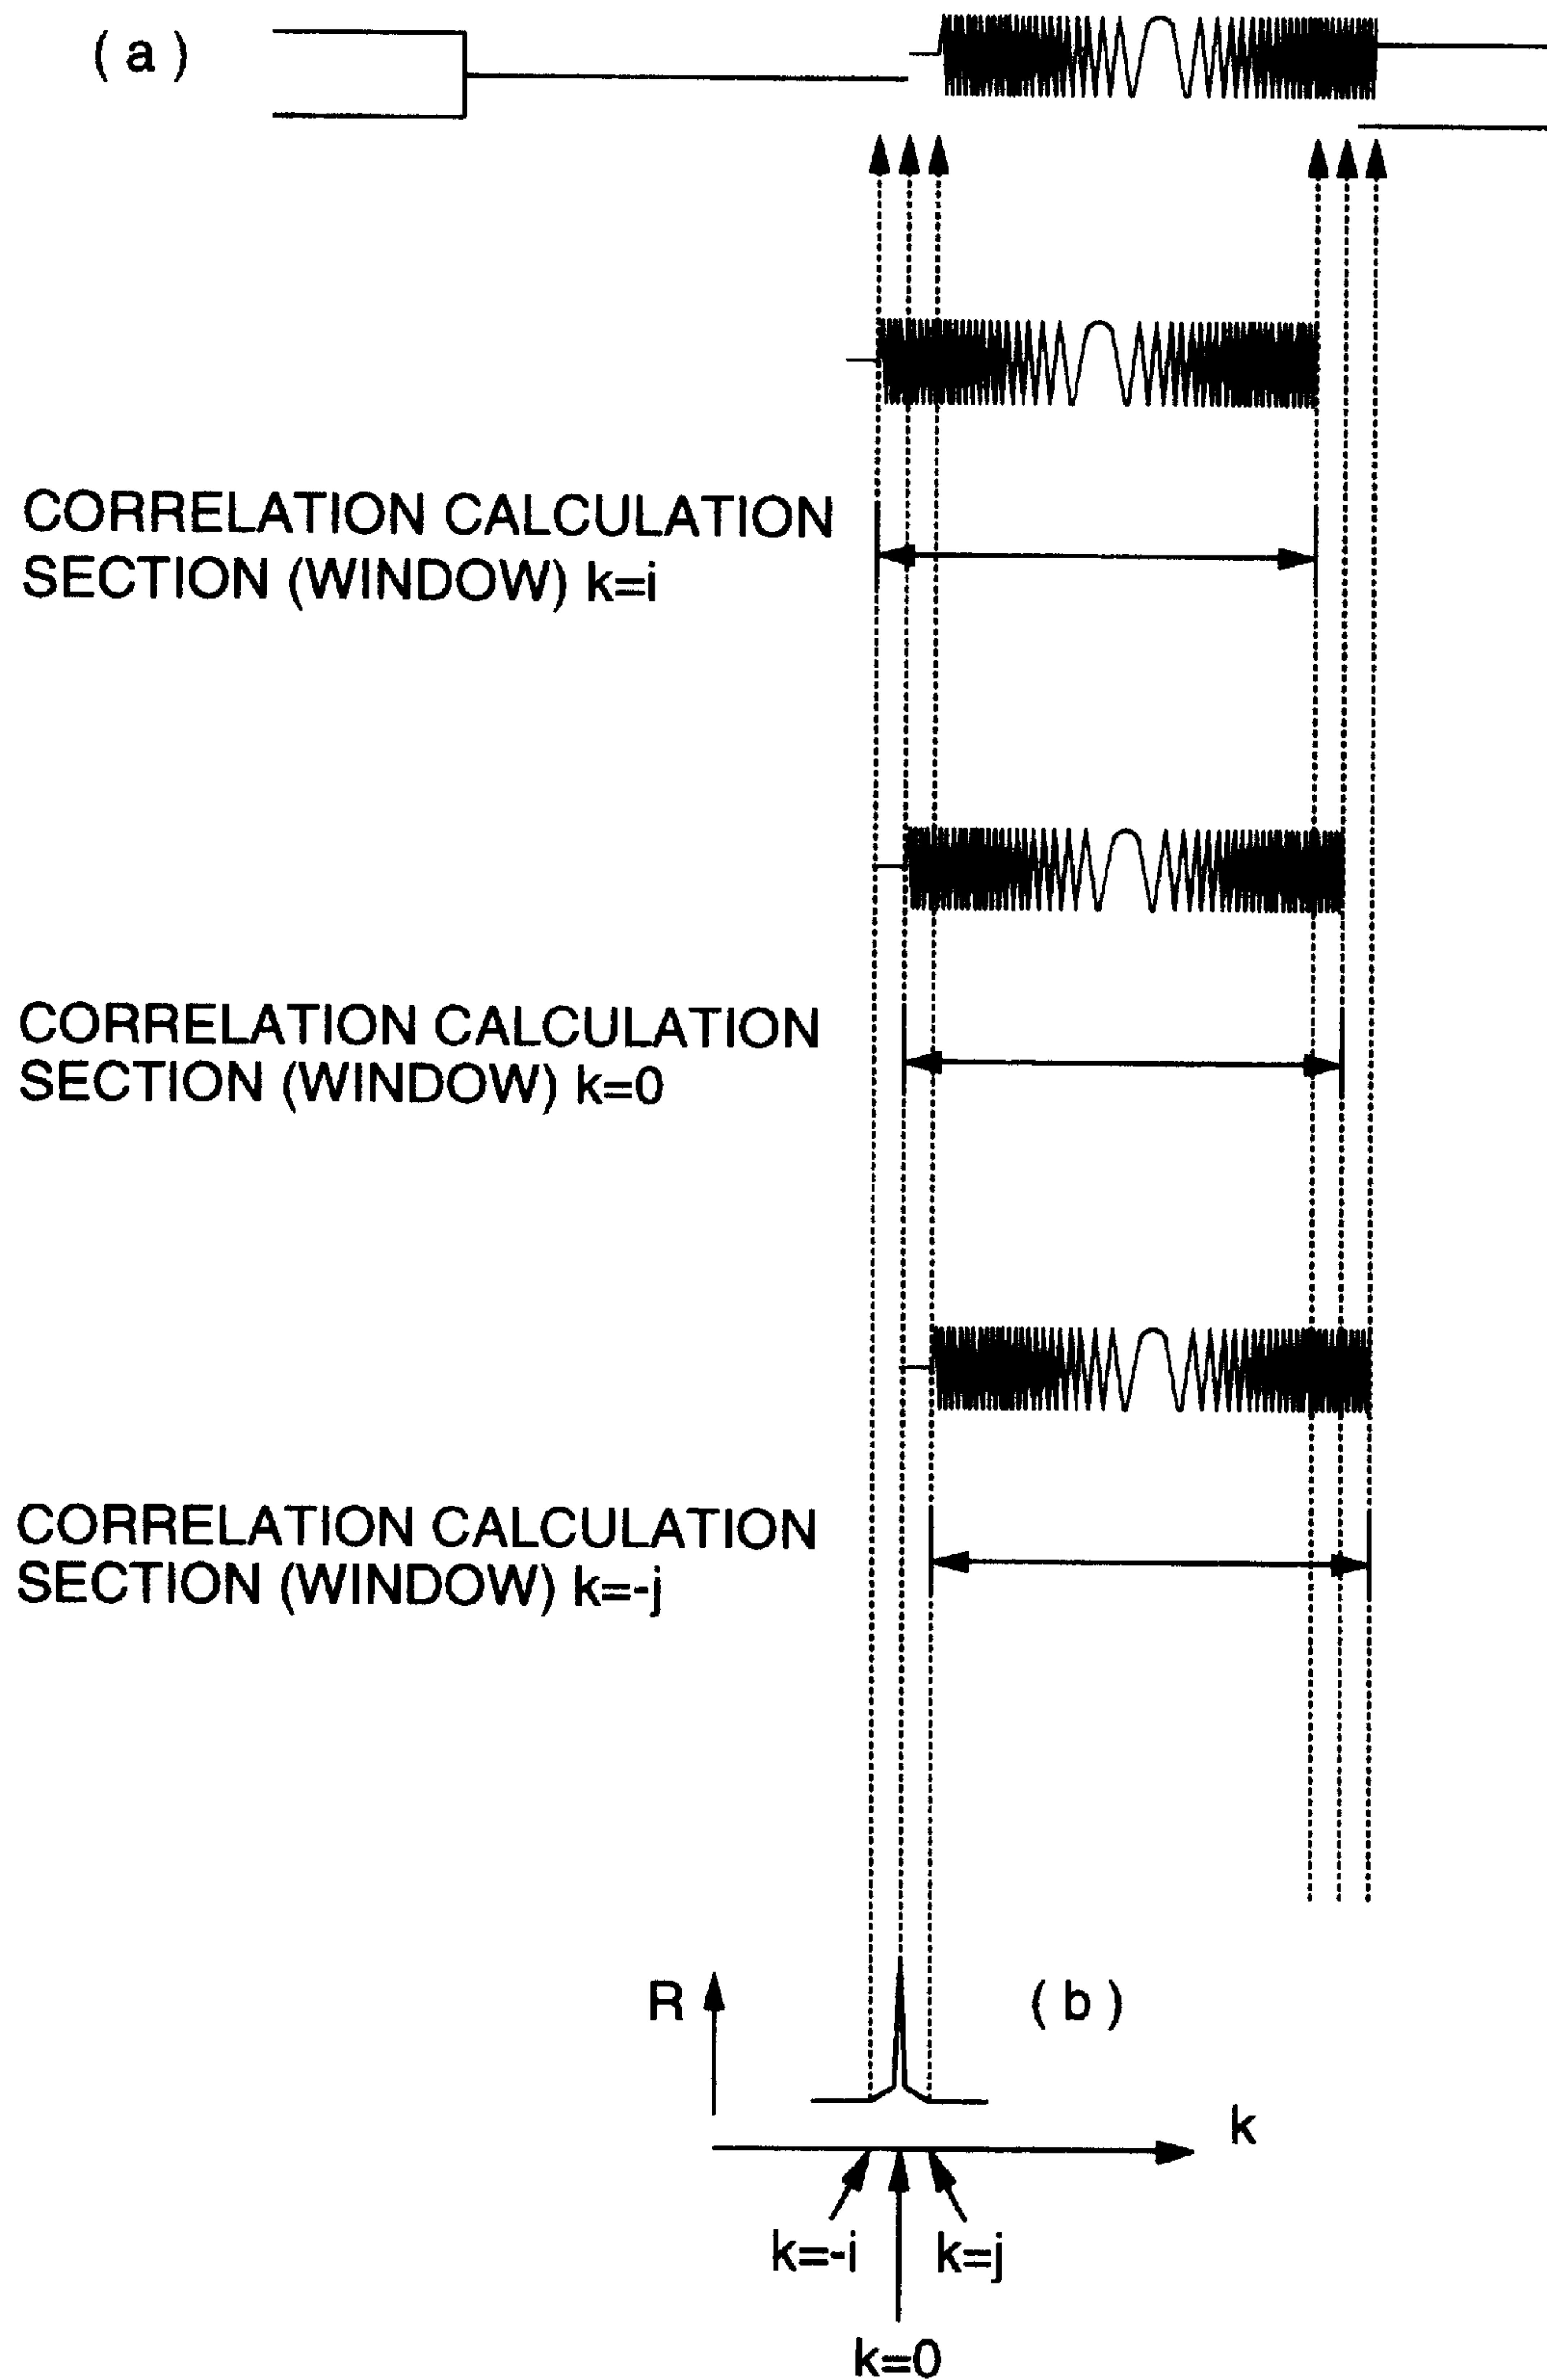 ( a )
CORRELATION CALCULATION
SECTION (WINDOW) k=i
CORRELATION CALCULATION
SECTION (WINDOW) k=0
CORRELATION CALCULATION
SECTION (WINDOW) k=-j
R
( b )
k
k=-i
k=j
k=0